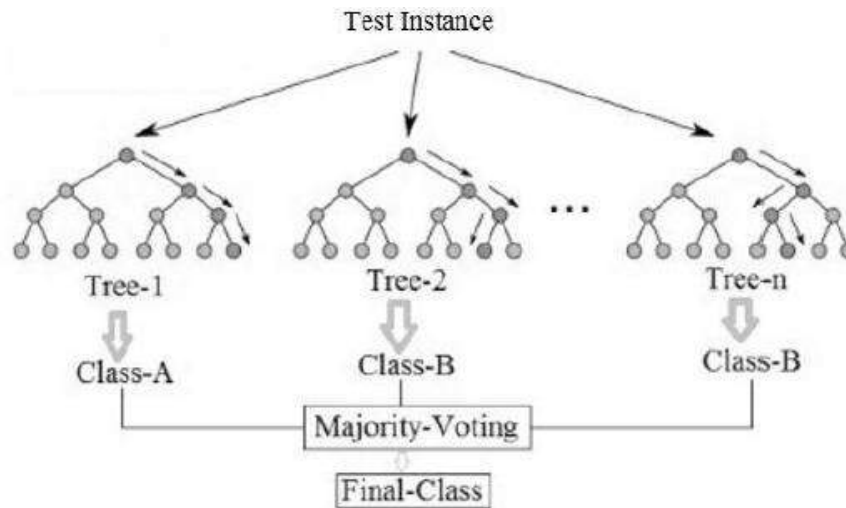 Test Instance
...
Tree-1
Tree-2
Tree-n
Class-A
Class-B
Class-B
Majority-Voting
Final-Class